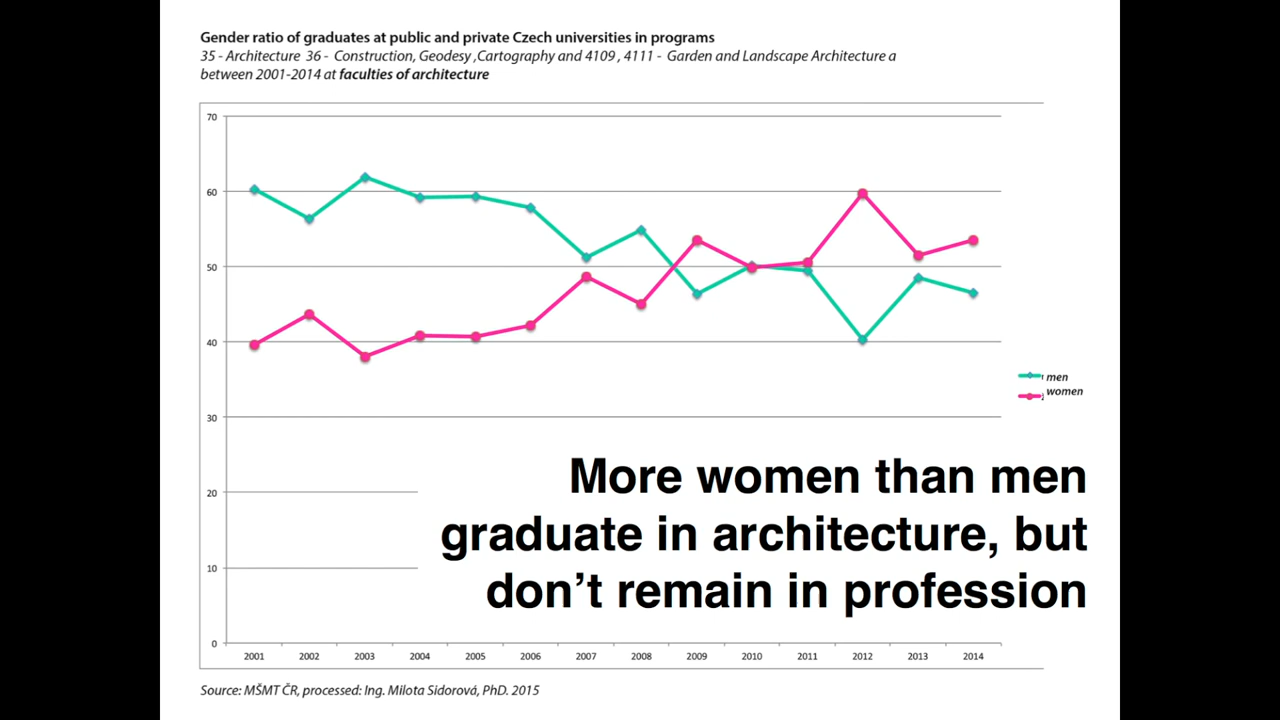 Gender ratio of graduates at public and private Czech universities in programs
35 - Architecture 36 - Construction, Geodesy ,Cartography and 4109 , 4111 - Garden and Landscape Architecture a
between 2001-2014 at faculties of architecture
70
60
50
40
30
20
10
0
men
women
More women than men
graduate in architecture, but
don't remain in profession
2001 2002 2003 2004 2005 2006 2007 2008 2009 2010 2011 2012 2013 2014
Source: MŠMT ČR, processed: Ing. Milota Sidorová, PhD. 2015